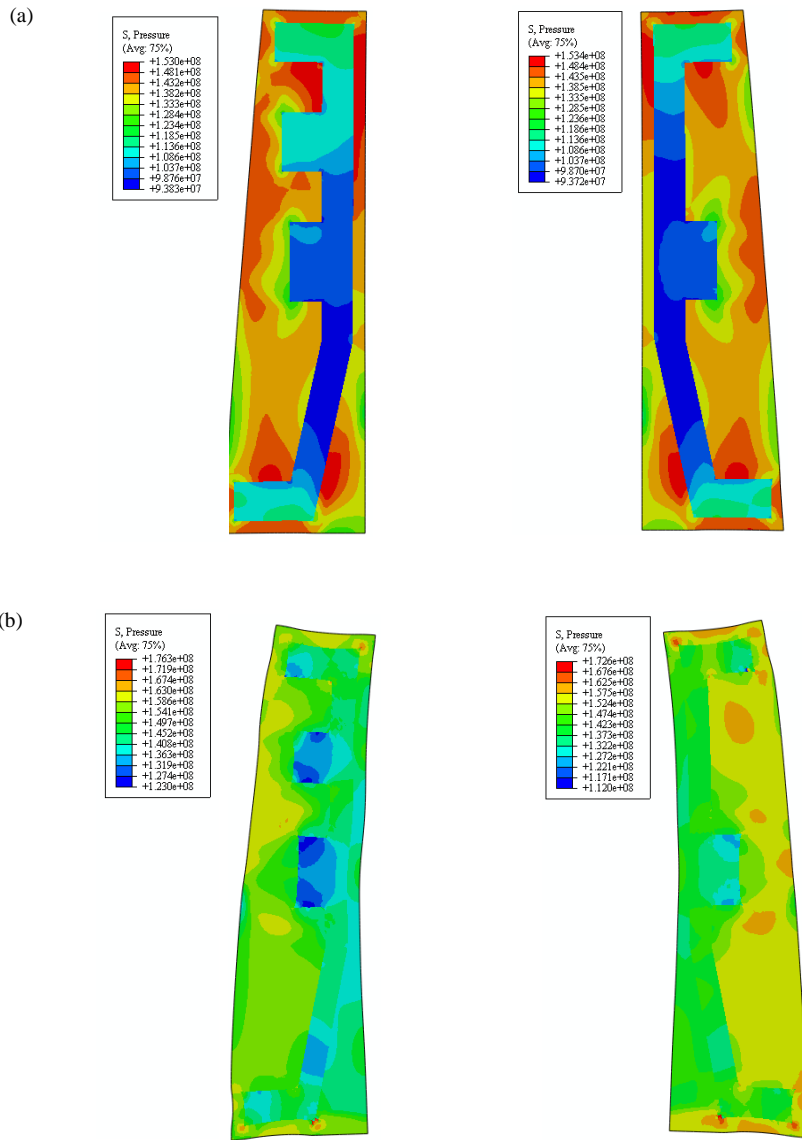 (a)
S, Pressure
(Avg: 75%)
+1.530e+08
+1.481e+08
+1.432e+08
+1.382e+08
+1.333e+08
+1.284e+08
+1.234e+08
+1.185e+08
+1.136e+08
+1.086e+08
+1.037e+08
+9.876e+07
+9.383e+07
S, Pressure
(Avg: 75%)
+1.534e+08
+1.484e+08
+1.435e+08
+1.385e+08
+1.335e+08
+1.285e+08
+1.236e+08
+1.186e+08
+1.136e+08
+1.086e+08
+1.037e+08
+9.870e+07
+9.372e+07
(b)
S, Pressure
(Avg: 75%)
+1.763e+08
+1.719e+08
+1.674e+08
+1.630e+08
+1.586e+08
+1.541e+08
+1.497e+08
+1.452e+08
+1.408e+08
+1.363e+08
+1.319e+08
+1.274e+08
+1.230e+08
S, Pressure
(Avg: 75%)
+1.726e+08
+1.676e+08
+1.625e+08
+1.575e+08
+1.524e+08
+1.474e+08
+1.423e+08
+1.373e+08
+1.322e+08
+1.272e+08
+1.221e+08
+1.171e+08
+1.120e+08